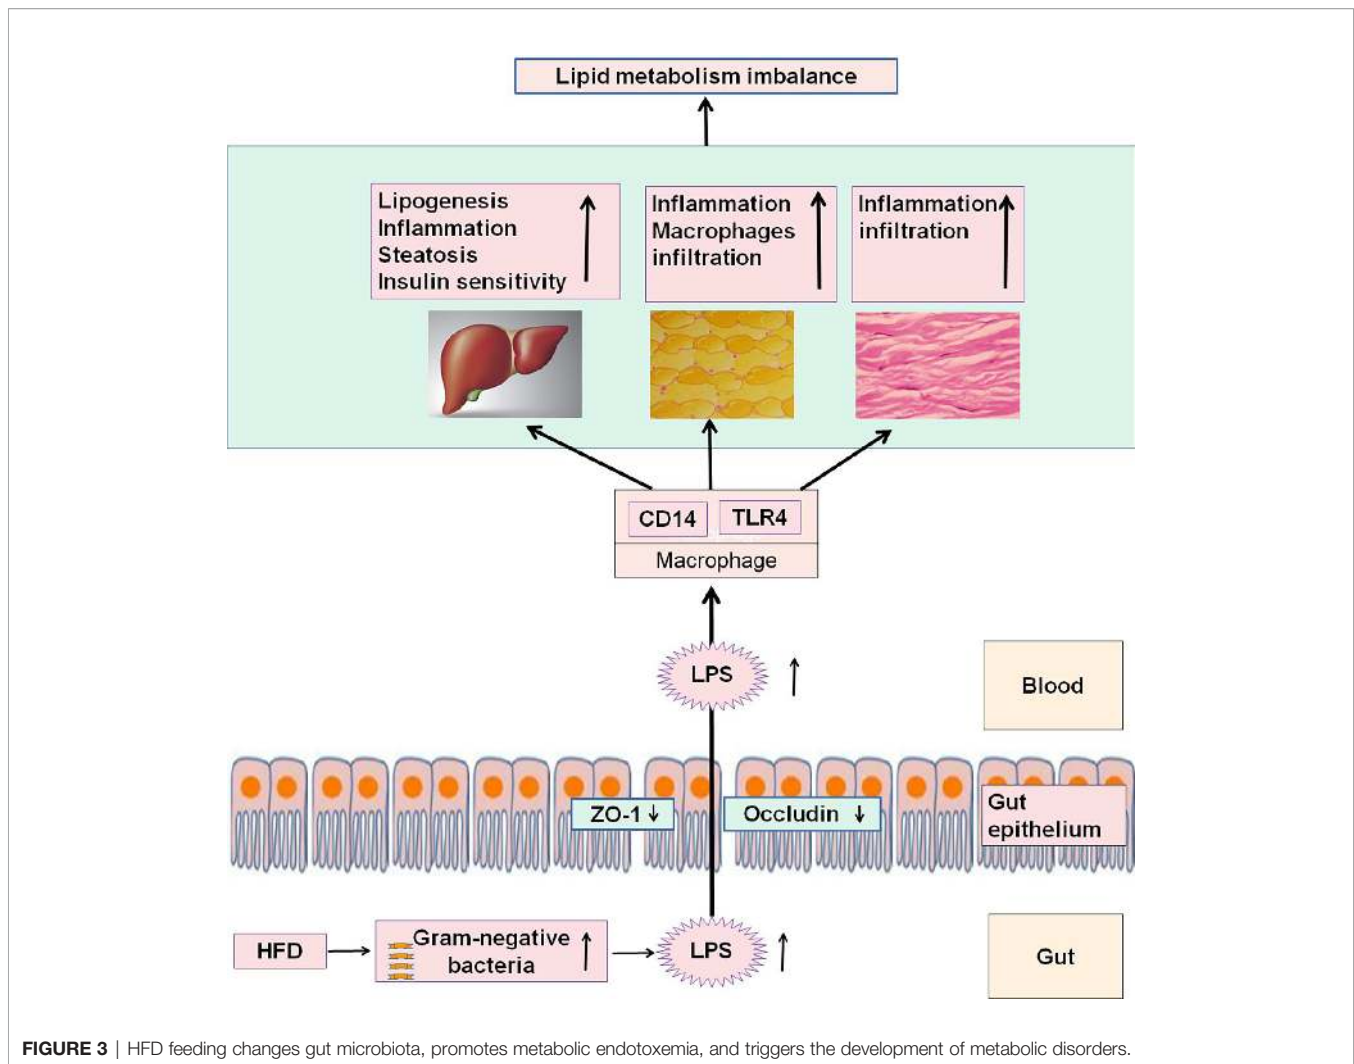 Lipid metabolism imbalance
Lipogenesis
Inflammation
Steatosis
Insulin sensitivity
Inflammation
Macrophages
infiltration
Inflammation
infiltration
CD14
TLR4
Macrophage
LPS
Blood
ZO-1 ↓
Occludin ↓
Gut
epithelium
HFD
Gram-negative
bacteria
LPS
Gut
FIGURE 3 | HFD feeding changes gut microbiota, promotes metabolic endotoxemia, and triggers the development of metabolic disorders.